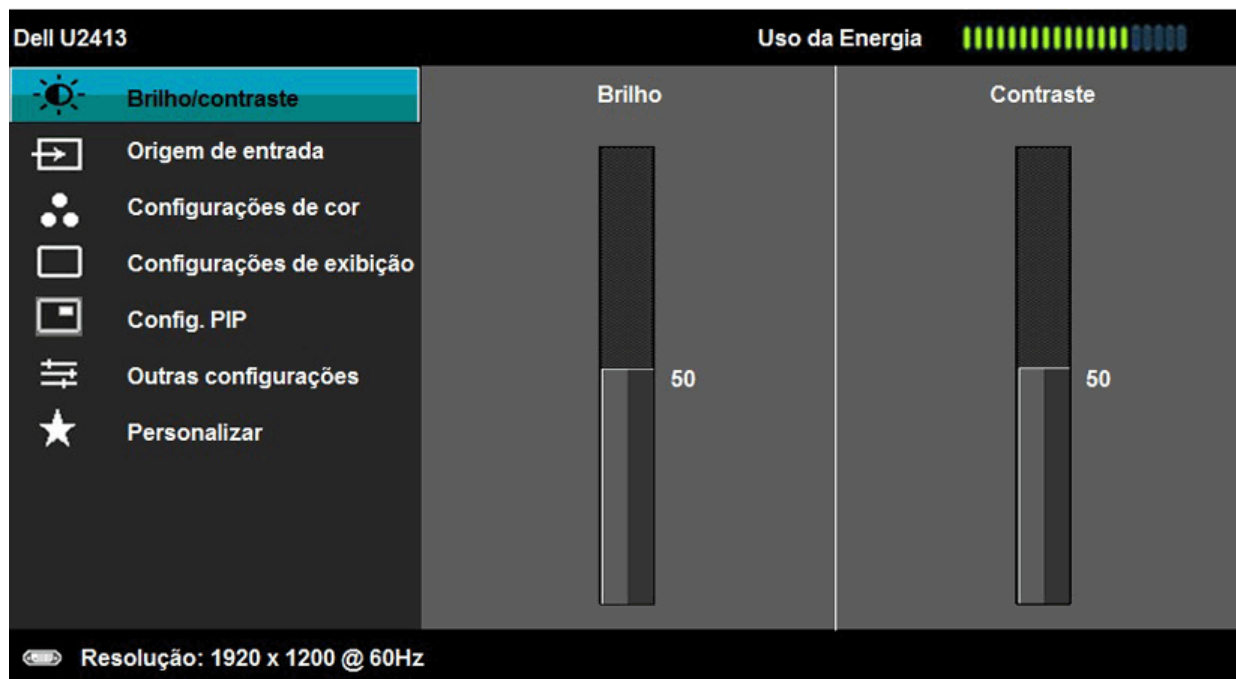 Dell U2413
Uso da Energia
Brilho/contraste
Origem de entrada
Configurações de cor
Configurações de exibição
Config. PIP
Outras configurações
Personalizar
Brilho
50
Contraste
50
Resolução: 1920 x 1200 @ 60Hz